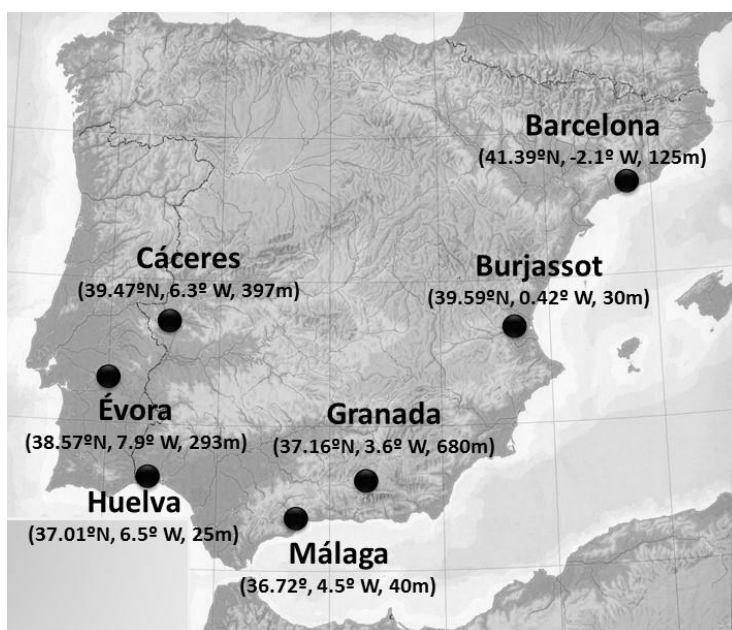 Barcelona
(41.39ºN, -2.1º W, 125m)
Cáceres
(39.47ºN, 6.3º W, 397m)
Burjassot
(39.59ºN, 0.42º W, 30m)
Évora
(38.57ºN, 7.9º W, 293m)
Granada
(37.16ºN, 3.6º W, 680m)
Huelva
(37.01ºN, 6.5º W, 25m)
Málaga
(36.72º, 4.5º W, 40m)